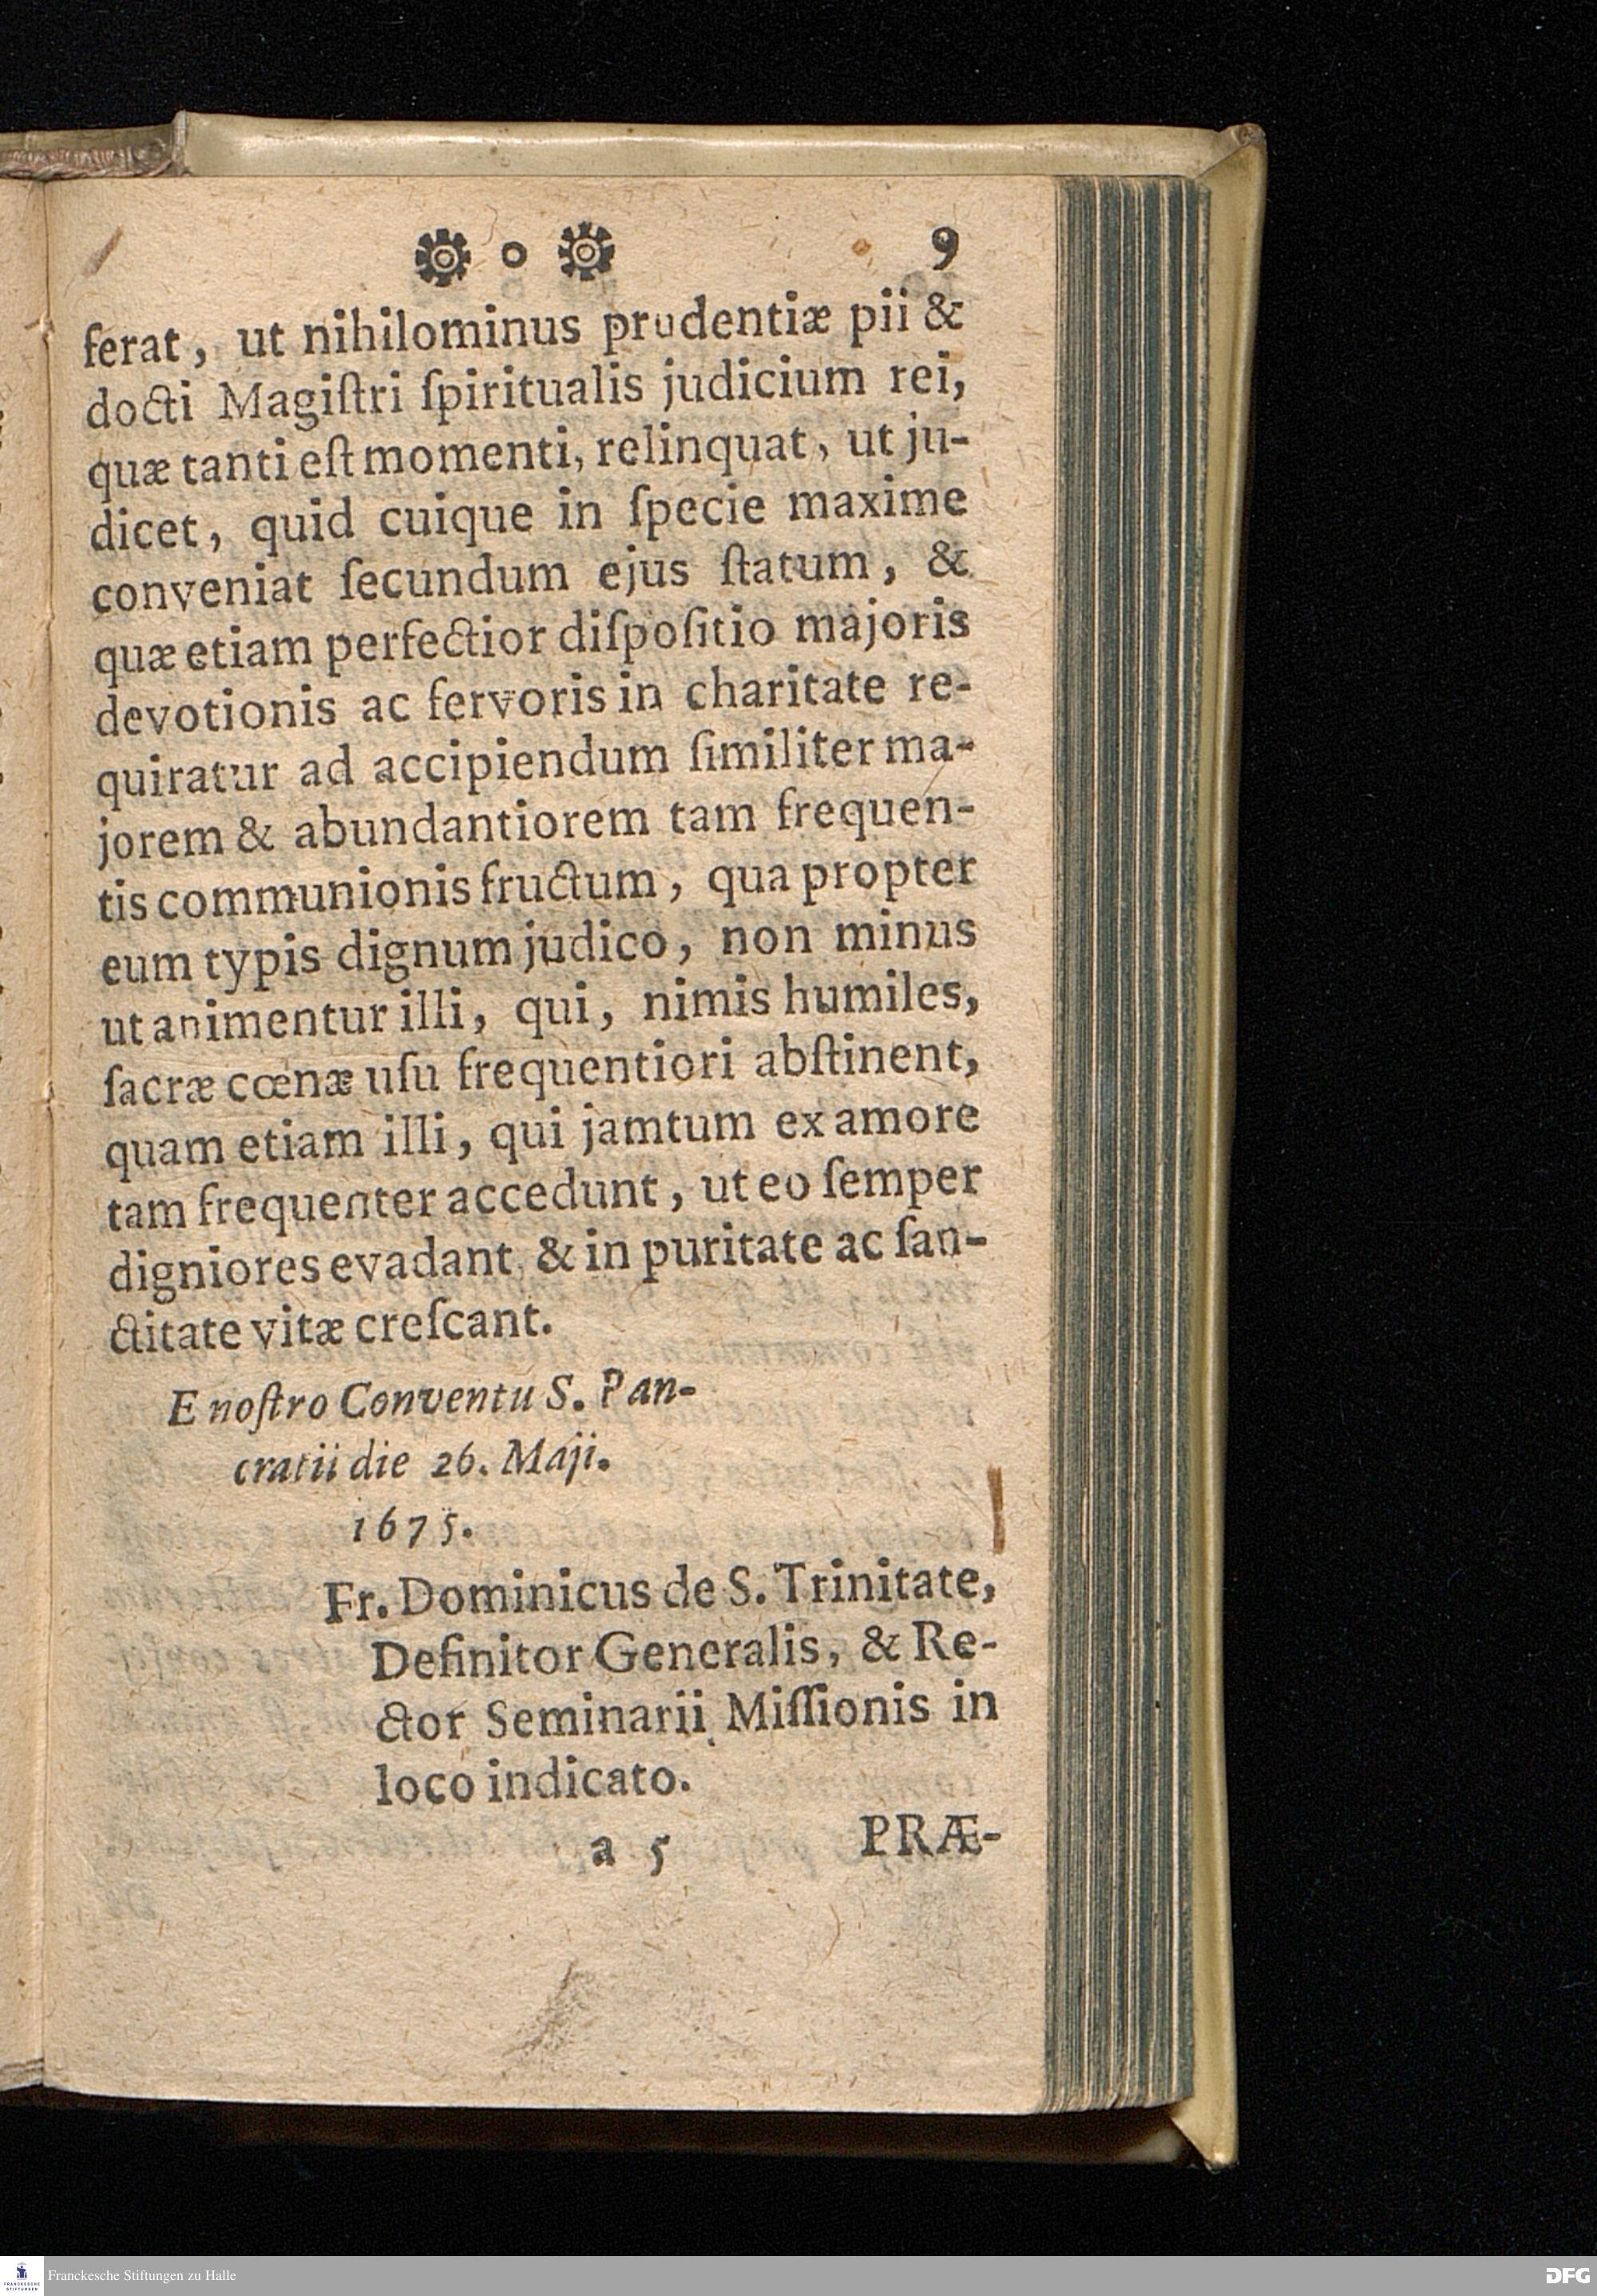 o 9
ferat, ut nihilominus prudentiæ pii &
docti Magiſtri ſpiritualis judicium rei,
quæ tanti eſt momenti, relinquat, ut ju-
dicet, quid cuique in ſpecie maxime
conveniat ſecundum ejus ſtatum, &
quæ etiam perfectior diſpoſitio majoris
devotionis ac fervoris in charitate re-
quiratur ad accipiendum ſimiliter ma-
jorem & abundantiorem tam frequen-
tis communionis fructum, qua propter
eum typis dignum judico, non minus
ut animentur illi, qui, nimis humiles,
ſacræ cœnæ uſu frequentiori abſtinent,
quam etiam illi, qui jamtum ex amore
tam frequenter accedunt, ut eo ſemper
digniores evadant, & in puritate ac ſan-
ctitate vitæ creſcant.
E noſtro Conventu S. Pan-
cratii die 26. Maji.
1675.
Fr. Dominicus de S. Trinitate,
Definitor Generalis, & Re-
ctor Seminarii Miſſionis in
loco indicato.
a 5 PRÆ-
FRANCKESCHE STIFTUNGEN
Franckesche Stiftungen zu Halle
DFG